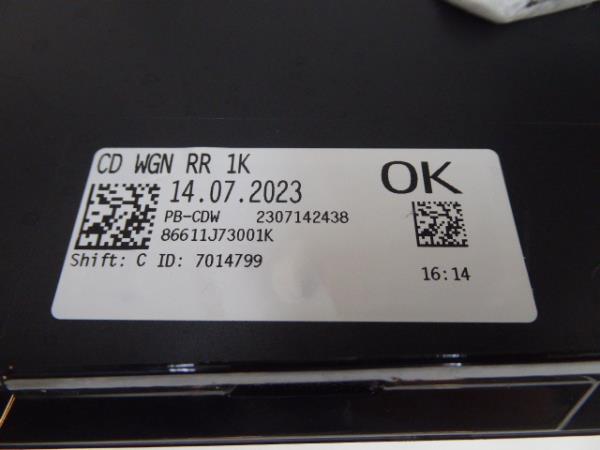 CD WGN RR 1K
OK
14.07.2023
PB-CDW 2307142438
86611J73001K
Shift: C ID: 7014799
16:14